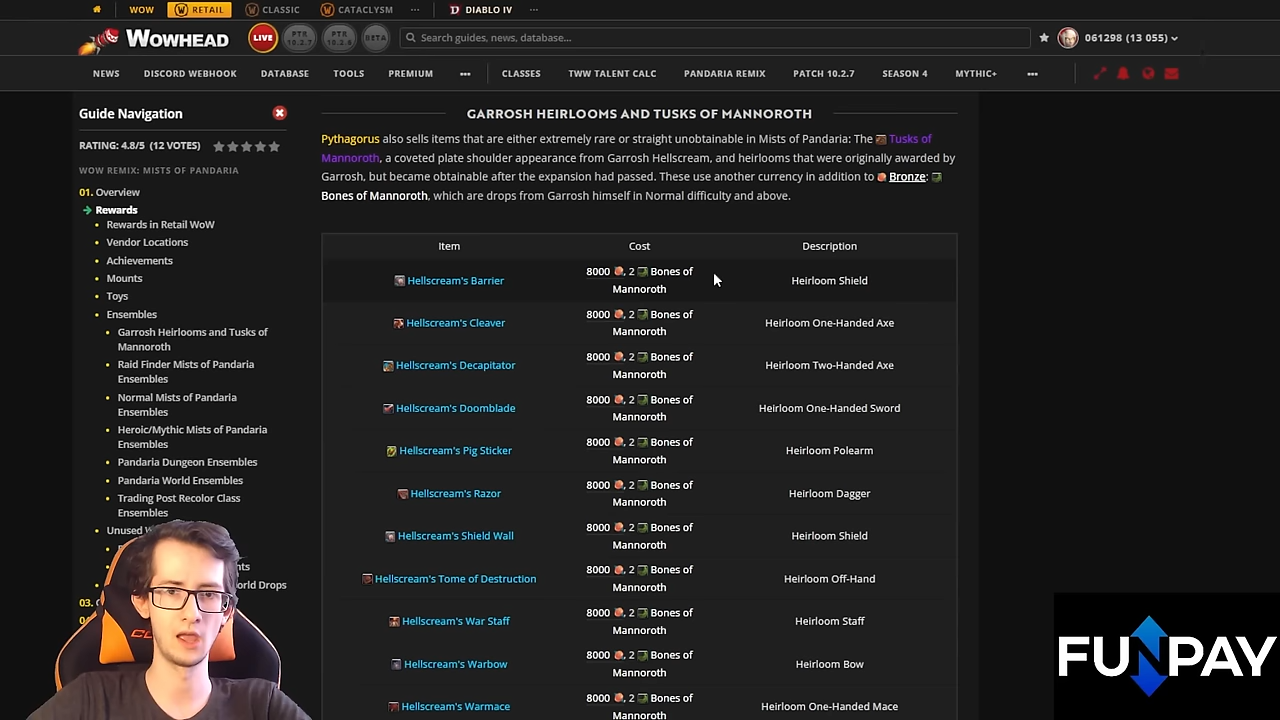 WOW
RETAIL
CLASSIC
CATACLYSM
DIABLO IV
WOWHEAD
LIVE
PTR 10.2.7
BETA
Search guides, news, database...
061298 (13 055)
NEWS
DISCORD WEBHOOK
DATABASE
TOOLS
PREMIUM
CLASSES
TWW TALENT CALC
PANDARIA REMIX
PATCH 10.2.7
SEASON 4
MYTHIC+
Guide Navigation
RATING: 4.8/5 (12 VOTES)
WOW REMIX: MISTS OF PANDARIA
01. Overview
Rewards
Rewards in Retail WoW
Vendor Locations
Achievements
Mounts
Toys
Ensembles
Garrosh Heirlooms and Tusks of
Mannoroth
Raid Finder Mists of Pandaria
Ensembles
Normal Mists of Pandaria
Ensembles
Heroic/Mythic Mists of Pandaria
Ensembles
Pandaria Dungeon Ensembles
Pandaria World Ensembles
Trading Post Recolor Class
Ensembles
03.
GARROSH HEIRLOOMS AND TUSKS OF MANNOROTH
Pythagorus also sells items that are either extremely rare or straight unobtainable in Mists of Pandaria: The Tusks of
Mannoroth, a coveted plate shoulder appearance from Garrosh Hellscream, and heirlooms that were originally awarded by
Garrosh, but became obtainable after the expansion had passed. These use another currency in addition to Bronze:
Bones of Mannoroth, which are drops from Garrosh himself in Normal difficulty and above.
Item Cost Description
Hellscream's Barrier 8000 , 2 Bones of Mannoroth Heirloom Shield
Hellscream's Cleaver 8000 , 2 Bones of Mannoroth Heirloom One-Handed Axe
Hellscream's Decapitator 8000 , 2 Bones of Mannoroth Heirloom Two-Handed Axe
Hellscream's Doomblade 8000 , 2 Bones of Mannoroth Heirloom One-Handed Sword
Hellscream's Pig Sticker 8000 , 2 Bones of Mannoroth Heirloom Polearm
Hellscream's Razor 8000 , 2 Bones of Mannoroth Heirloom Dagger
Hellscream's Shield Wall 8000 , 2 Bones of Mannoroth Heirloom Shield
Hellscream's Tome of Destruction 8000 , 2 Bones of Mannoroth Heirloom Off-Hand
Hellscream's War Staff 8000 , 2 Bones of Mannoroth Heirloom Staff
Hellscream's Warbow 8000 , 2 Bones of Mannoroth Heirloom Bow
Hellscream's Warmace 8000 , 2 Bones of Mannoroth Heirloom One-Handed Mace
FUNPAY